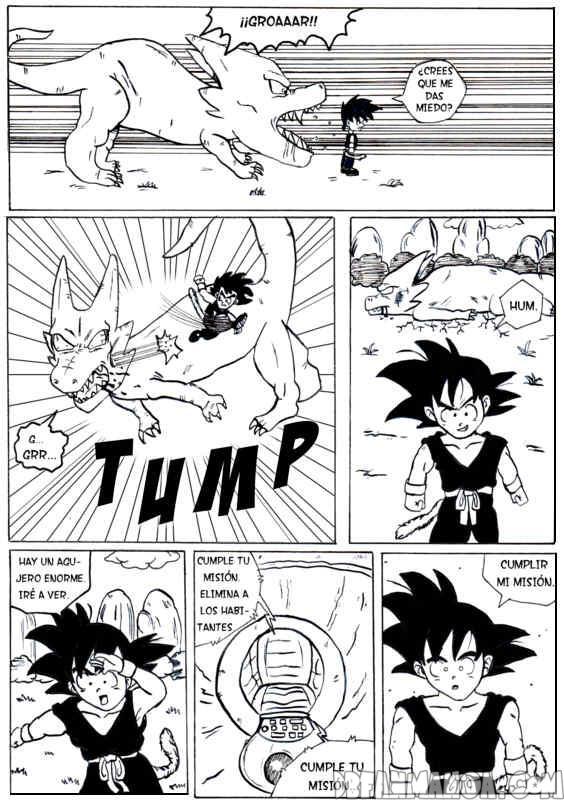 ¡¡GROAAAR!!
¿CREES
QUE ME
DAS
MIEDO?
G...
GRR...
TUMP
HUM.
HAY UN AGU-
JERO ENORME.
IRÉ A VER.
CUMPLE TU
MISIÓN.
ELIMINA A
LOS HABI-
TANTES.
CUMPLE TU
MISIÓN
CUMPLIR
MI MISIÓN.